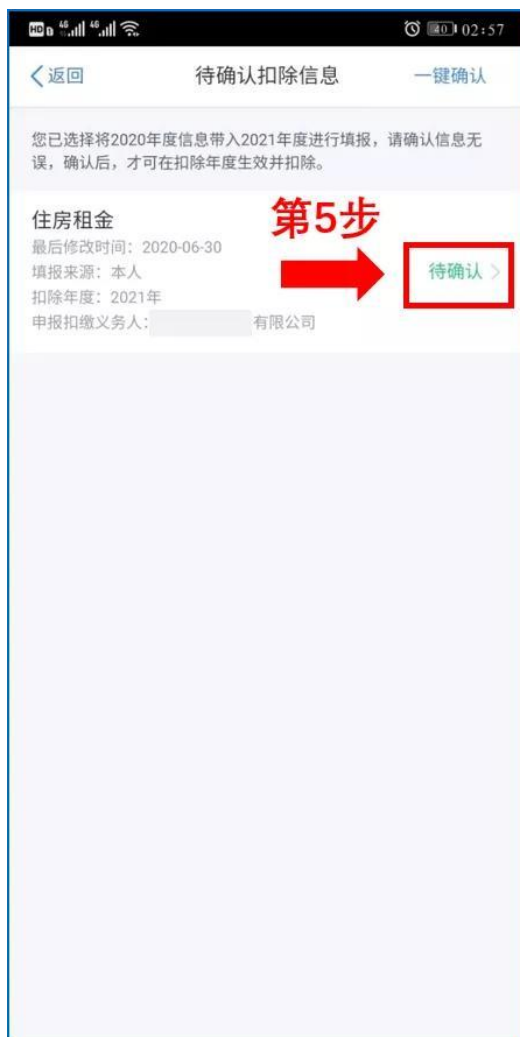 HD 4G 4G 40 02:57
返回 待确认扣除信息 一键确认
您已选择将2020年度信息带入2021年度进行填报，请确认信息无
误，确认后，才可在扣除年度生效并扣除。
住房租金
第5步
最后修改时间：2020-06-30
填报来源：本人
待确认
扣除年度：2021年
申报扣缴义务人： 有限公司